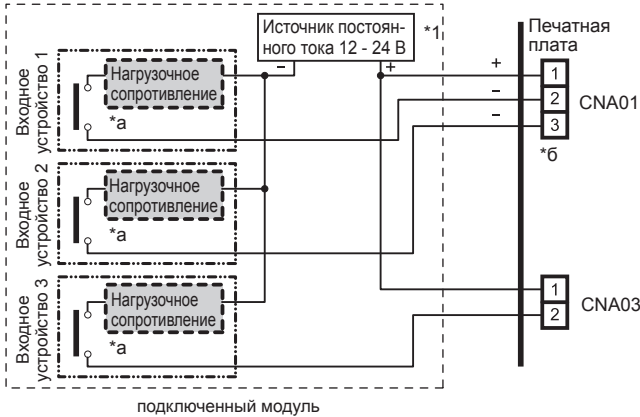 Источник постоян-
ного тока 12 - 24 В
*1
Печатная
плата
Входное
устройство 1
Нагрузочное
сопротивление
*a
–
+
+
–
–
1
2
3
CNA01
*б
Входное
устройство 2
Нагрузочное
сопротивление
*a
Входное
устройство 3
Нагрузочное
сопротивление
*a
1
2
CNA03
подключенный модуль